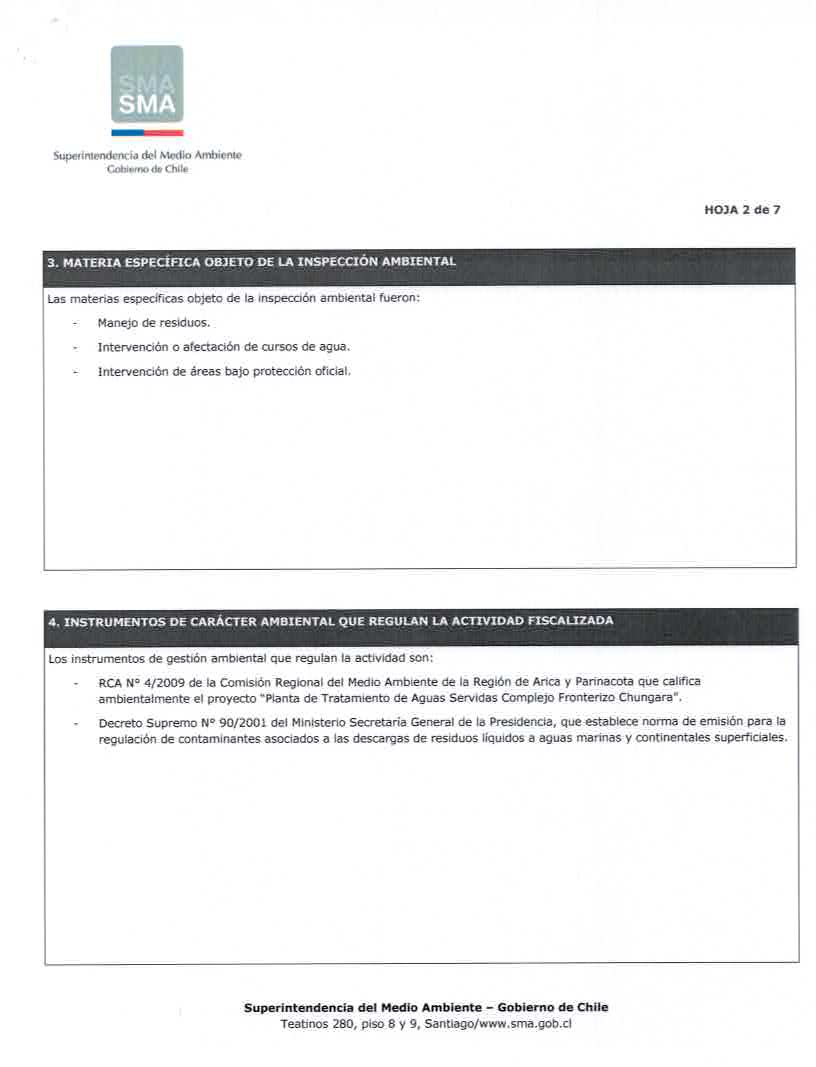 SMA
SMA
Superintendencia del Medio Ambiente
Gobierno de Chile
HOJA 2 de 7
3. MATERIA ESPECÍFICA OBJETO DE LA INSPECCIÓN AMBIENTAL
Las materias específicas objeto de la inspección ambiental fueron:
- Manejo de residuos.
- Intervención o afectación de cursos de agua.
- Intervención de áreas bajo protección oficial.
4. INSTRUMENTOS DE CARÁCTER AMBIENTAL QUE REGULAN LA ACTIVIDAD FISCALIZADA
Los instrumentos de gestión ambiental que regulan la actividad son:
- RCA N° 4/2009 de la Comisión Regional del Medio Ambiente de la Región de Arica y Parinacota que califica
ambientalmente el proyecto "Planta de Tratamiento de Aguas Servidas Complejo Fronterizo Chungara".
- Decreto Supremo N° 90/2001 del Ministerio Secretaría General de la Presidencia, que establece norma de emisión para la
regulación de contaminantes asociados a las descargas de residuos líquidos a aguas marinas y continentales superficiales.
Superintendencia del Medio Ambiente – Gobierno de Chile
Teatinos 280, piso 8 y 9, Santiago/www.sma.gob.cl